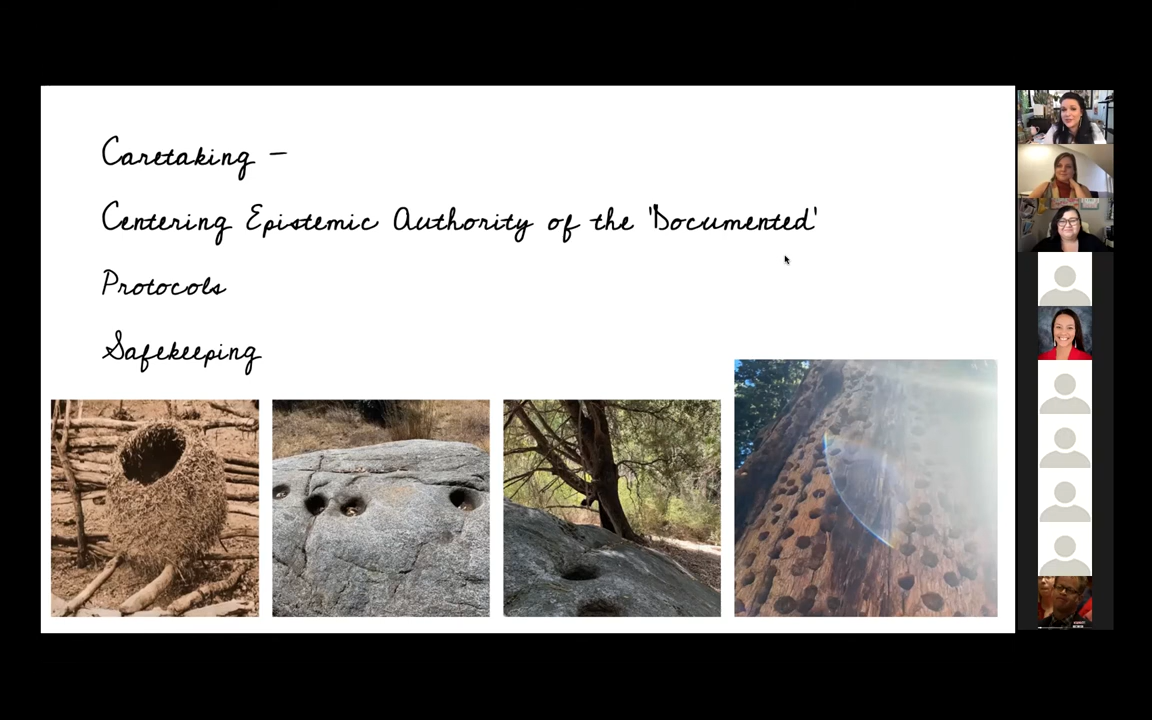 Caretaking –
Centering Epistemic Authority of the 'Documented'
Protocols
Safekeeping